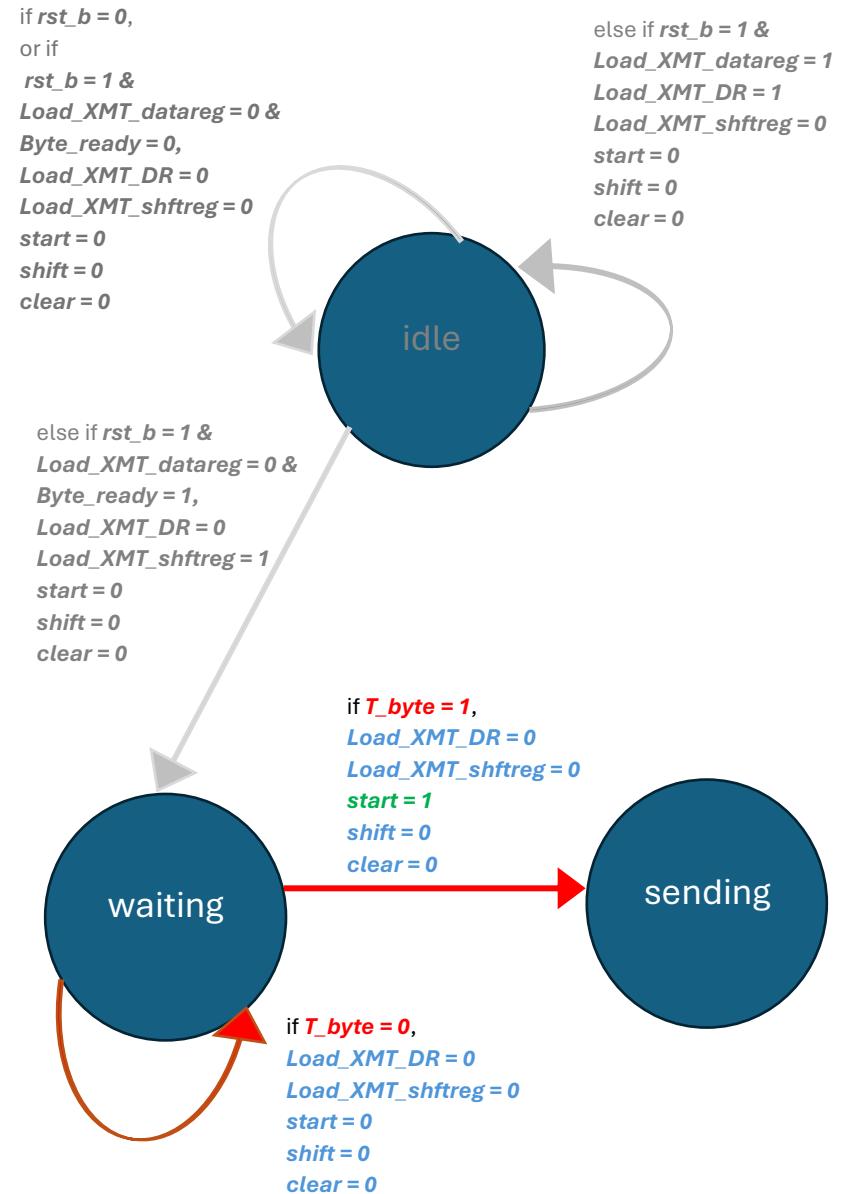 if rst_b = 0,
or if
rst_b = 1 &
Load_XMT_datareg = 0 &
Byte_ready = 0,
Load_XMT_DR = 0
Load_XMT_shftreg = 0
start = 0
shift = 0
clear = 0
else if rst_b = 1 &
Load_XMT_datareg = 1
Load_XMT_DR = 1
Load_XMT_shftreg = 0
start = 0
shift = 0
clear = 0
idle
else if rst_b = 1 &
Load_XMT_datareg = 0 &
Byte_ready = 1,
Load_XMT_DR = 0
Load_XMT_shftreg = 1
start = 0
shift = 0
clear = 0
if T_byte = 1,
Load_XMT_DR = 0
Load_XMT_shftreg = 0
start = 1
shift = 0
clear = 0
waiting
sending
if T_byte = 0,
Load_XMT_DR = 0
Load_XMT_shftreg = 0
start = 0
shift = 0
clear = 0